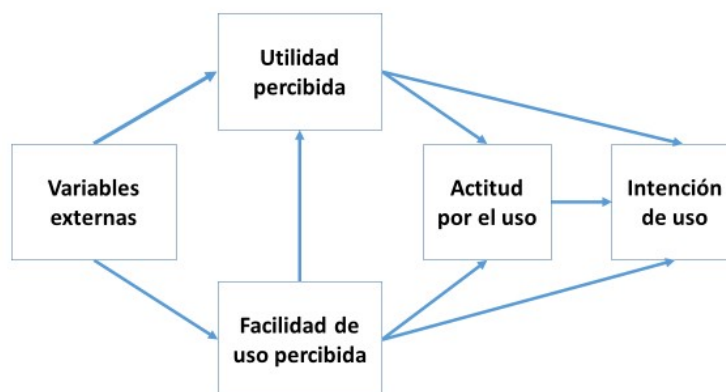 Utilidad
percibida
Variables
externas
Actitud
por el uso
Intención
de uso
Facilidad de
uso percibida